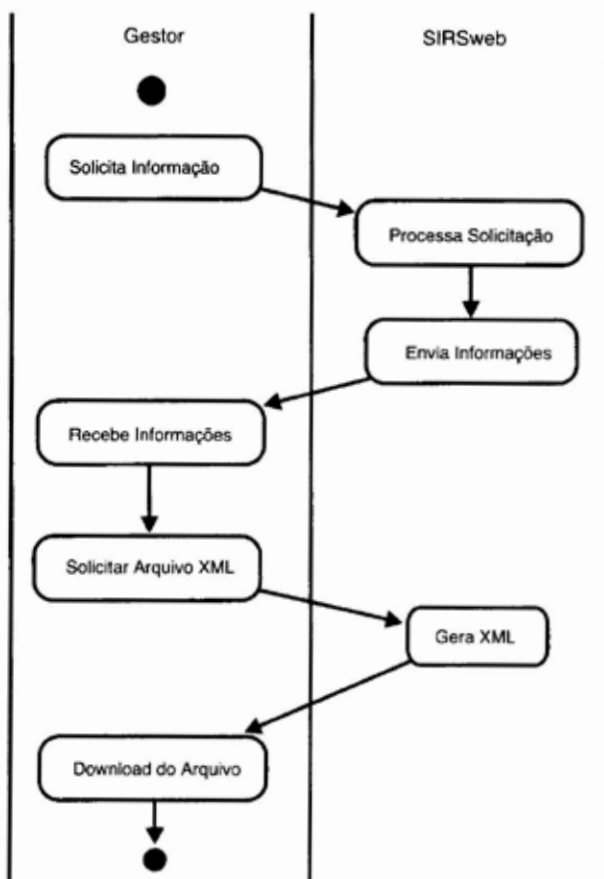 Gestor
SIRSweb
Solicita Informação
Processa Solicitação
Envia Informações
Recebe Informações
Solicitar Arquivo XML
Gera XML
Download do Arquivo